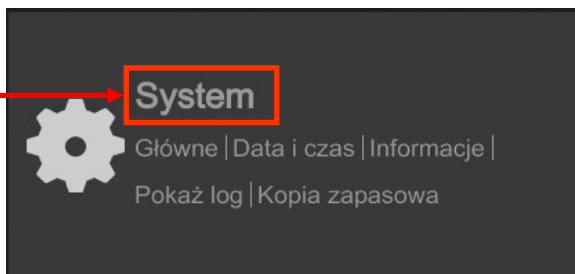 System
Główne | Data i czas | Informacje |
Pokaż log | Kopia zapasowa